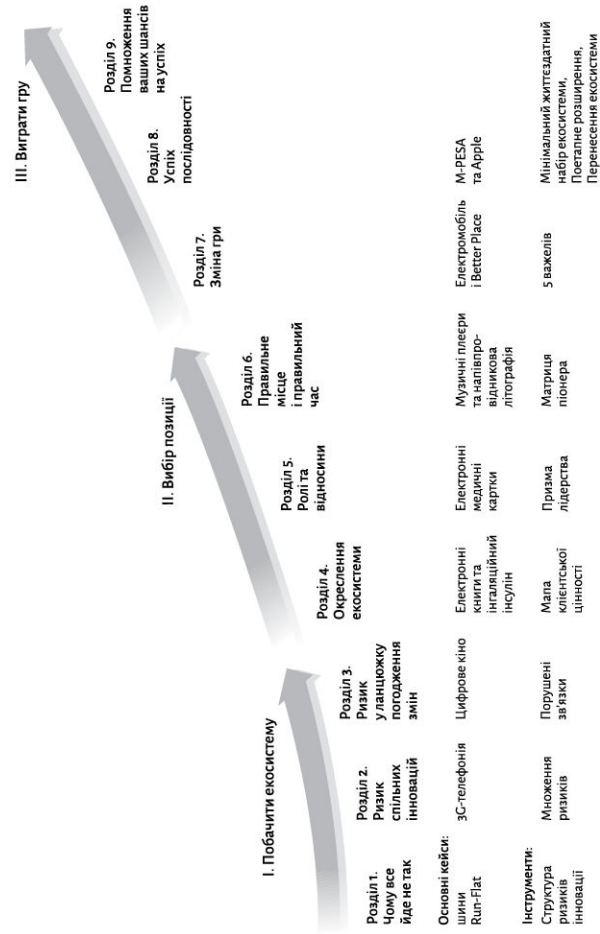 I. Побачити екосистему
II. Вибір позиції
III. Виграти гру
Розділ 1.
Чому все
йде не так
Розділ 2.
Ризик
спільних
інновацій
Розділ 3.
Ризик
у ланцюжку
погодження
змін
Розділ 4.
Окреслення
екосистеми
Розділ 5.
Ролі та
відносини
Розділ 6.
Правильне
місце
і правильний
час
Розділ 7.
Зміна гри
Розділ 8.
Успіх
послідовності
Розділ 9.
Помноження
ваших шансів
на успіх
Основні кейси:
шини
Run-Flat
3G-телефонія
Цифрове кіно
Електронні
книги та
інгаляційний
інсулін
Електронні
медичні
картки
Музичні плеєри
та напівпро-
відникова
літографія
Електромобіль
і Better Place
M-PESA
та Apple
Інструменти:
Структура
ризиків
інновації
Множення
ризиків
Порушені
зв'язки
Мапа
клієнтської
цінності
Призма
лідерства
Матриця
піонера
5 важелів
Мінімальний життєздатний
набір екосистеми,
Поетапне розширення,
Перенесення екосистеми